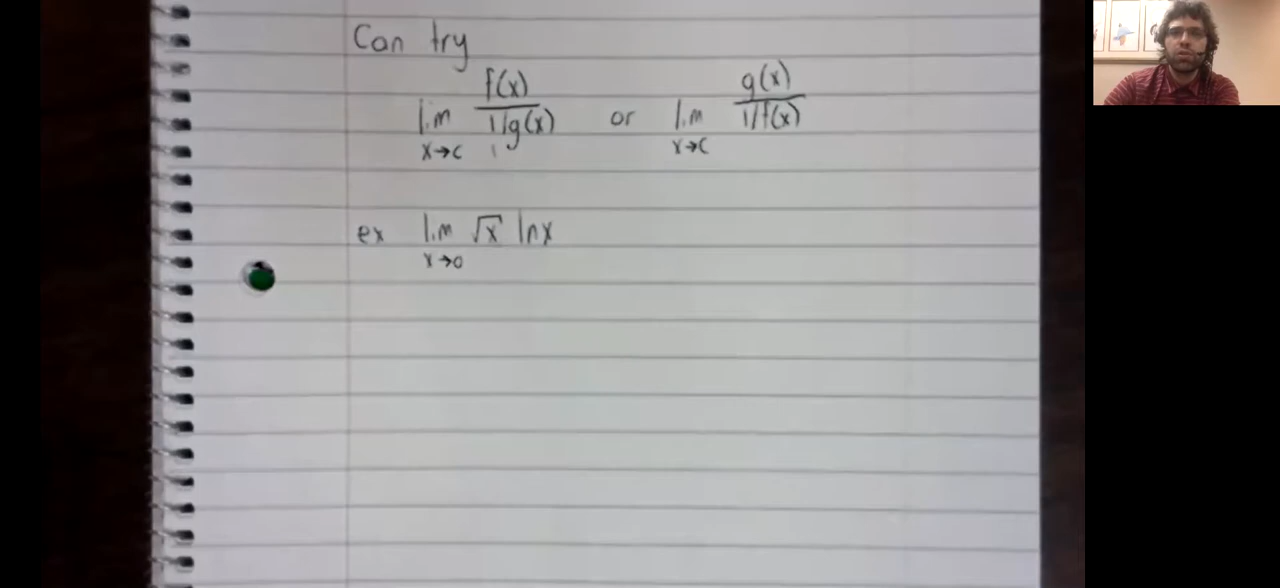 Can try
lim x→c f(x) / 1/g(x) or lim x→c g(x) / 1/f(x)
ex lim x→0 √x ln x